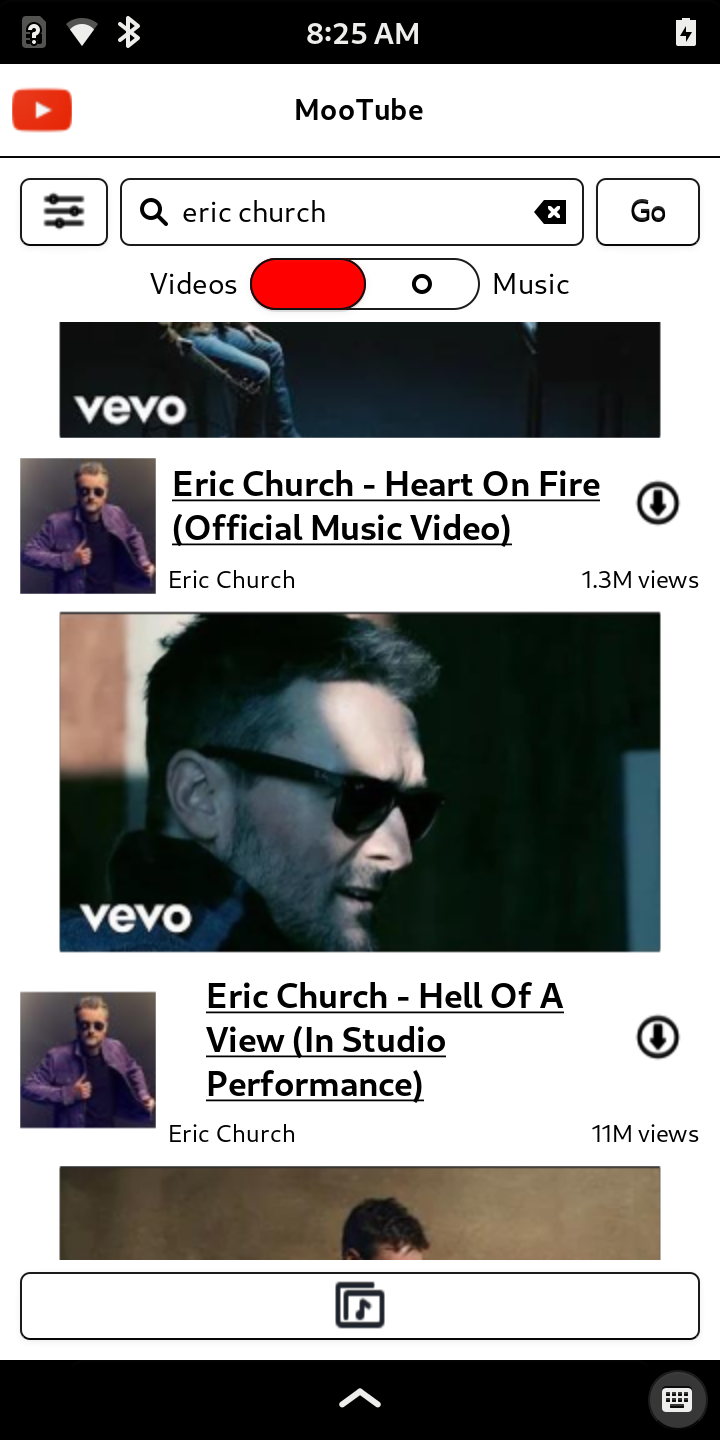 8:25 AM
MooTube
eric church
Go
Videos
Music
vevo
Eric Church - Heart On Fire
(Official Music Video)
Eric Church
1.3M views
vevo
Eric Church - Hell Of A
View (In Studio
Performance)
Eric Church
11M views